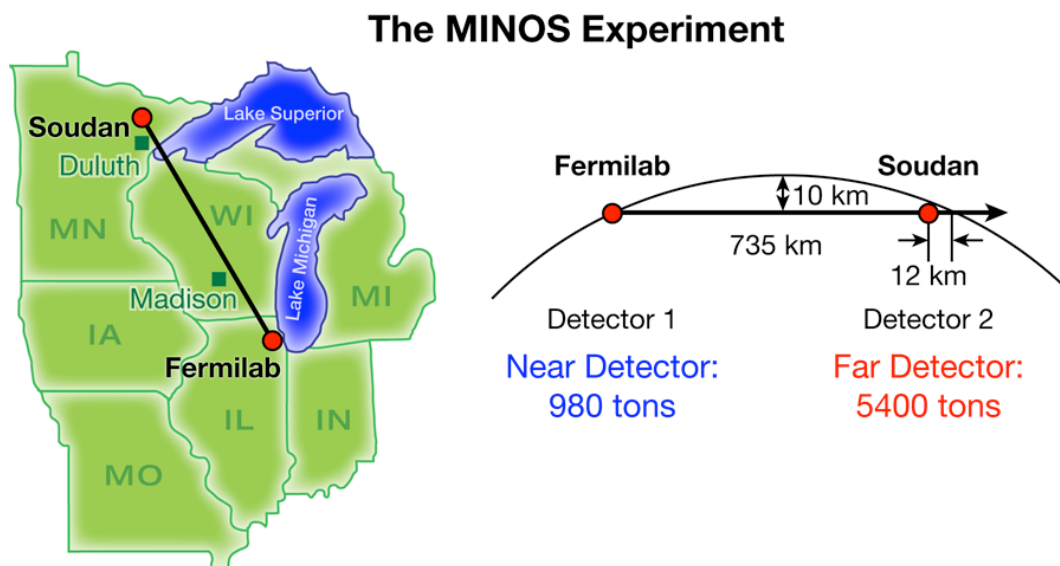 The MINOS Experiment
Lake Superior
Soudan
Duluth
MN
WI
Lake Michigan
Madison
MI
IA
Fermilab
IL
IN
MO
Fermilab
Soudan
10 km
735 km
12 km
Detector 1
Detector 2
Near Detector:
980 tons
Far Detector:
5400 tons